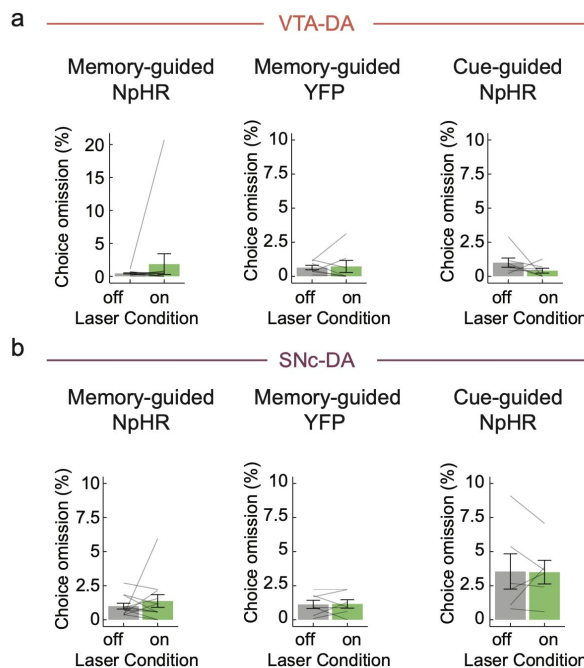 a
VTA-DA
Memory-guided NpHR
Memory-guided YFP
Cue-guided NpHR
Choice omission (%)
20
15
10
5
0
off on
Laser Condition
Choice omission (%)
10
7.5
5
2.5
0
off on
Laser Condition
Choice omission (%)
10
7.5
5
2.5
0
off on
Laser Condition
b
SNc-DA
Memory-guided NpHR
Memory-guided YFP
Cue-guided NpHR
Choice omission (%)
10
7.5
5
2.5
0
off on
Laser Condition
Choice omission (%)
10
7.5
5
2.5
0
off on
Laser Condition
Choice omission (%)
10
7.5
5
2.5
0
off on
Laser Condition